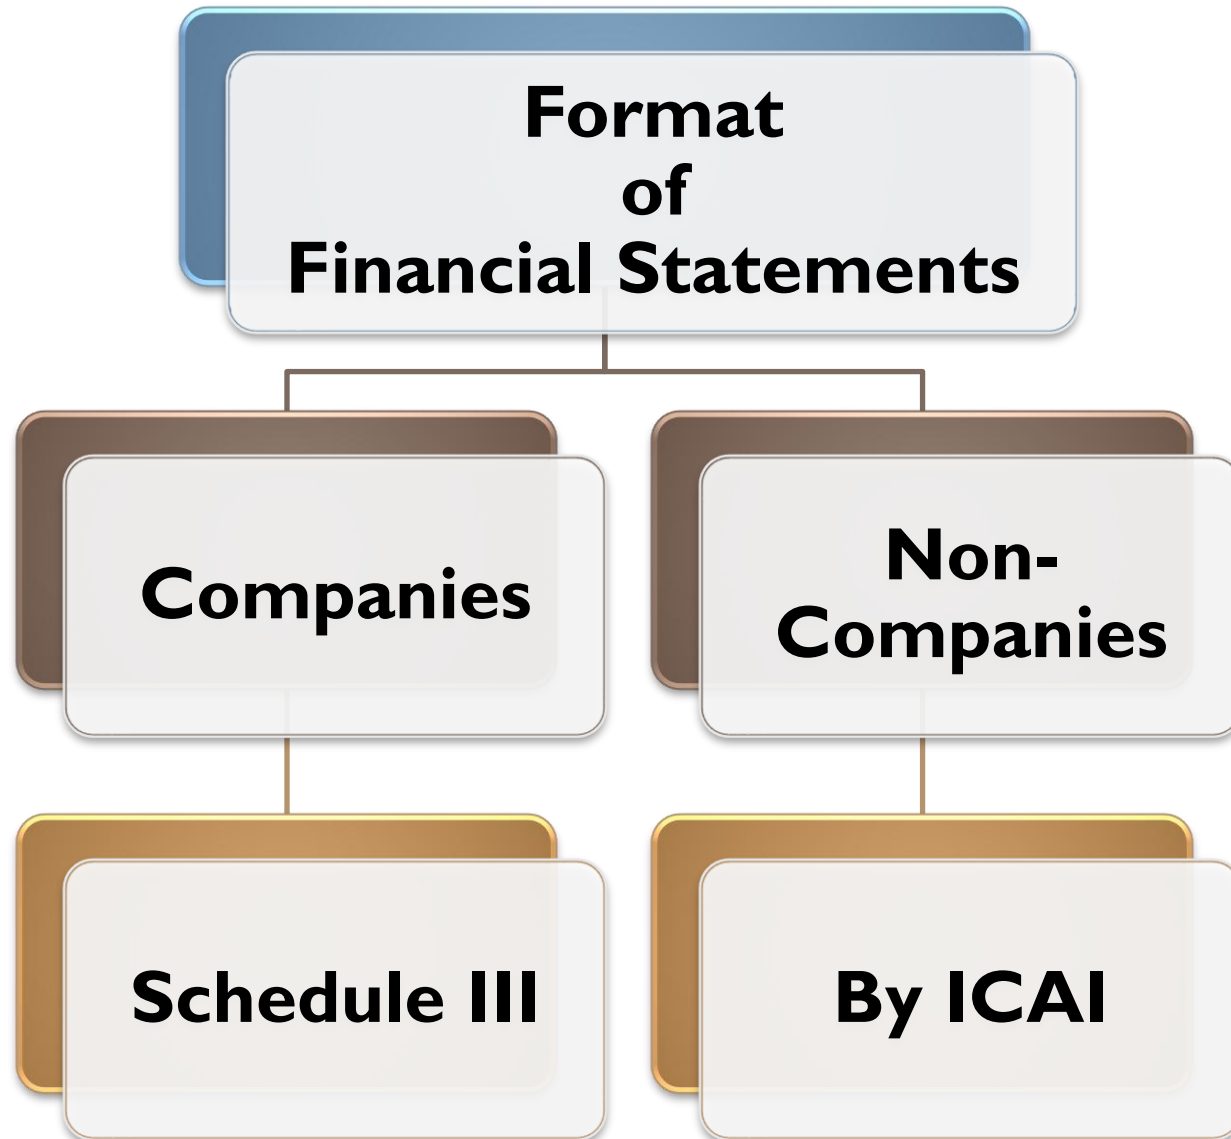 Format
of
Financial Statements
Companies
Non-
Companies
Schedule III
By ICAI